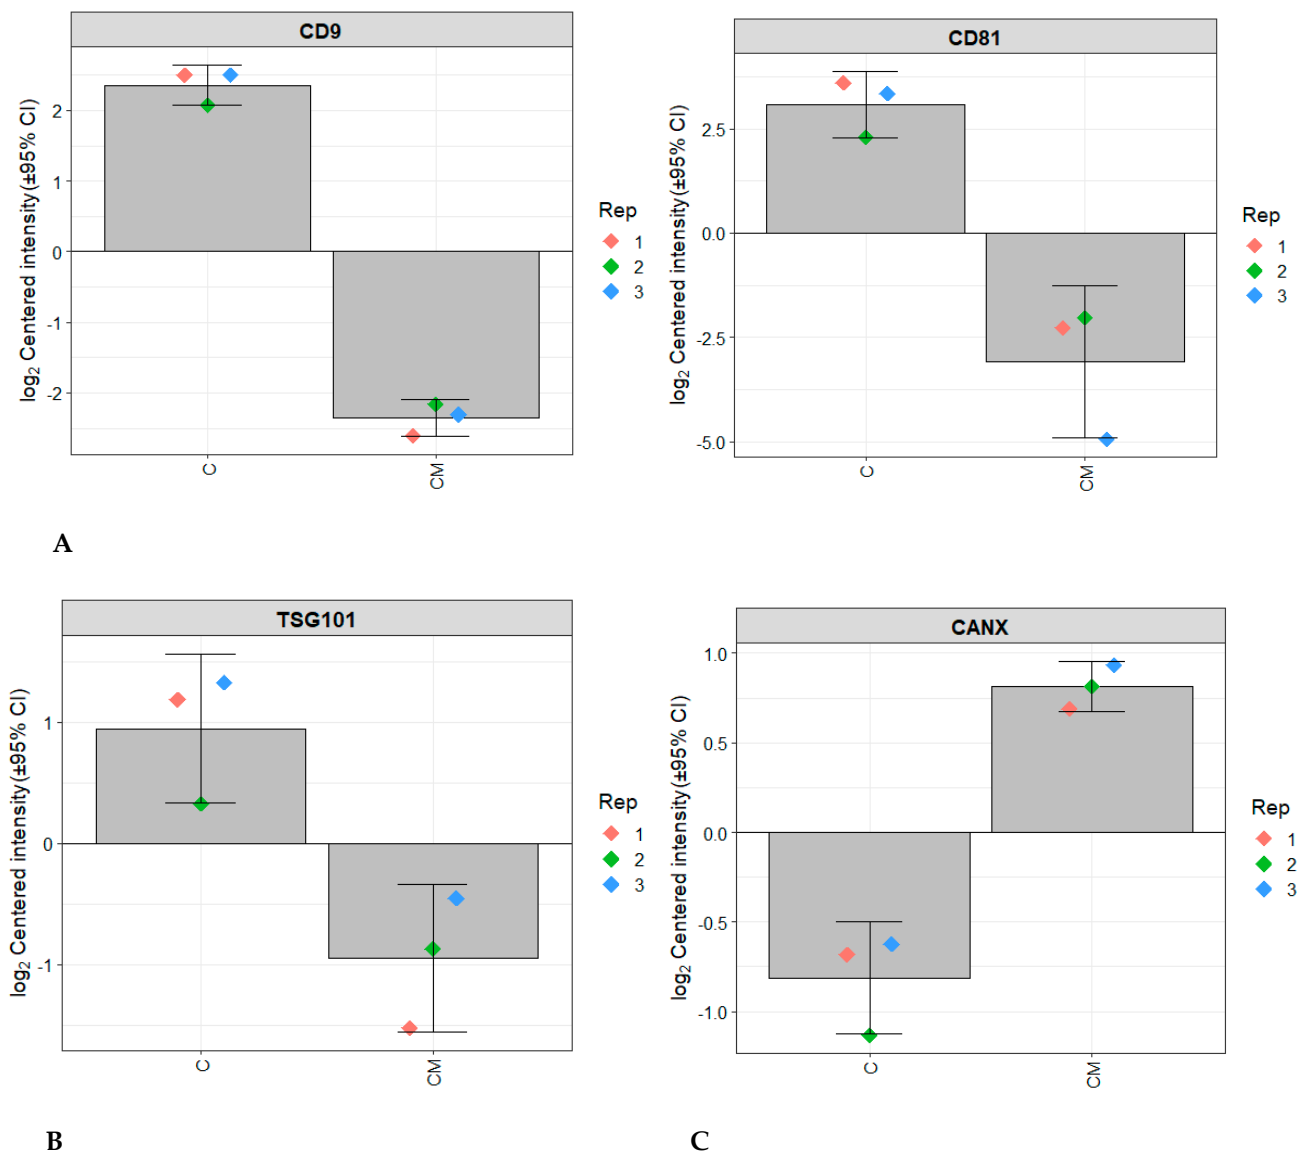 CD9
log2 Centered intensity(±95% CI)
2
1
0
-1
-2
C
CM
Rep
1
2
3
CD81
log2 Centered intensity(±95% CI)
2.5
0.0
-2.5
-5.0
C
CM
Rep
1
2
3
A
TSG101
log2 Centered intensity(±95% CI)
1
0
-1
C
CM
Rep
1
2
3
CANX
log2 Centered intensity(±95% CI)
1.0
0.5
0.0
-0.5
-1.0
C
CM
Rep
1
2
3
B
C